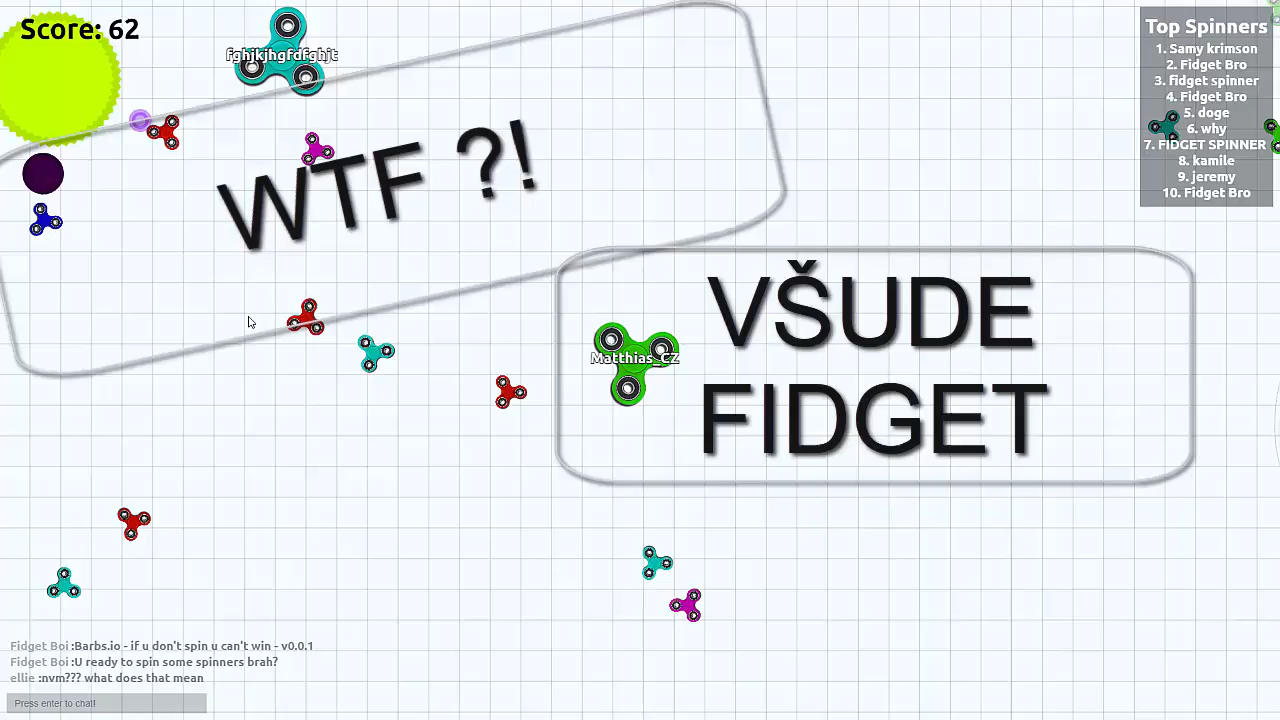 Score: 62
fghjkjhgfdfghjt
WTF ?!
Top Spinners
1. Samy krimson
2. Fidget Bro
3. fidget spinner
4. Fidget Bro
5. doge
6. why
7. FIDGET SPINNER
8. kamile
9. jeremy
10. Fidget Bro
VŠUDE
FIDGET
Matthias_CZ
Fidget Boi :Barbs.io - if u don't spin u can't win - v0.0.1
Fidget Boi :U ready to spin some spinners brah?
ellie :nvm??? what does that mean
Press enter to chat!